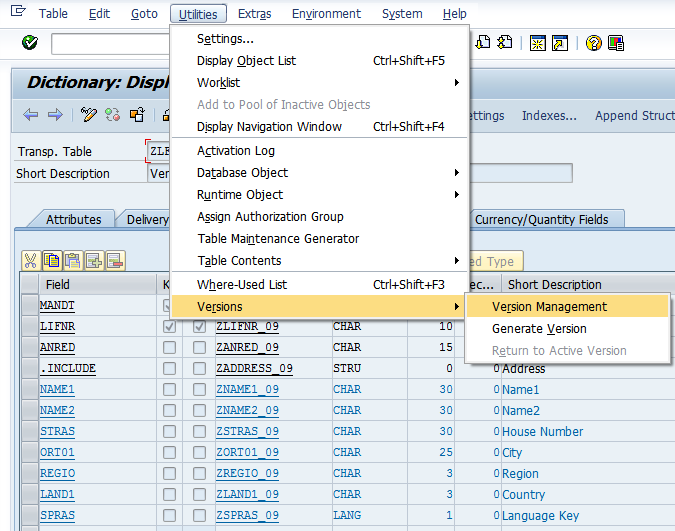 Table Edit Goto Utilities Extras Environment System Help
Settings...
Display Object List Ctrl+Shift+F5
Worklist
Add to Pool of Inactive Objects
Display Navigation Window Ctrl+Shift+F4
Activation Log
Database Object
Runtime Object
Assign Authorization Group
Table Maintenance Generator
Table Contents
Where-Used List Ctrl+Shift+F3
Versions
Version Management
Generate Version
Return to Active Version
Dictionary: Displ
ettings Indexes... Append Struct
Transp. Table
Short Description Ver
Attributes Delivery Currency/Quantity Fields
ed Type
Field K ec... Short Description
MANDT
LIFNR ZLIFNR_09 CHAR 10
ANRED ZANRED_09 CHAR 15
.INCLUDE ZADDRESS_09 STRU 0 0 Address
NAME1 ZNAME1_09 CHAR 30 0 Name1
NAME2 ZNAME2_09 CHAR 30 0 Name2
STRAS ZSTRAS_09 CHAR 30 0 House Number
ORT01 ZORT01_09 CHAR 25 0 City
REGIO ZREGIO_09 CHAR 3 0 Region
LAND1 ZLAND1_09 CHAR 3 0 Country
SPRAS ZSPRAS_09 LANG 1 0 Language Key